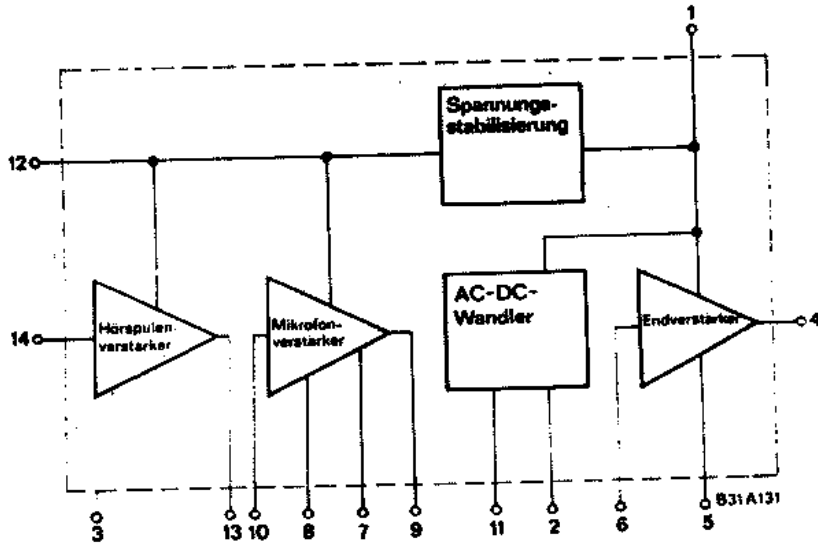 1
Spannungs-
stabilisierung
12
AC-DC-
Wandler
14
Hörspulen
verstärker
Mikrofon-
verstärker
Endverstärker
4
B31A131
3
13
10
8
7
9
11
2
6
5